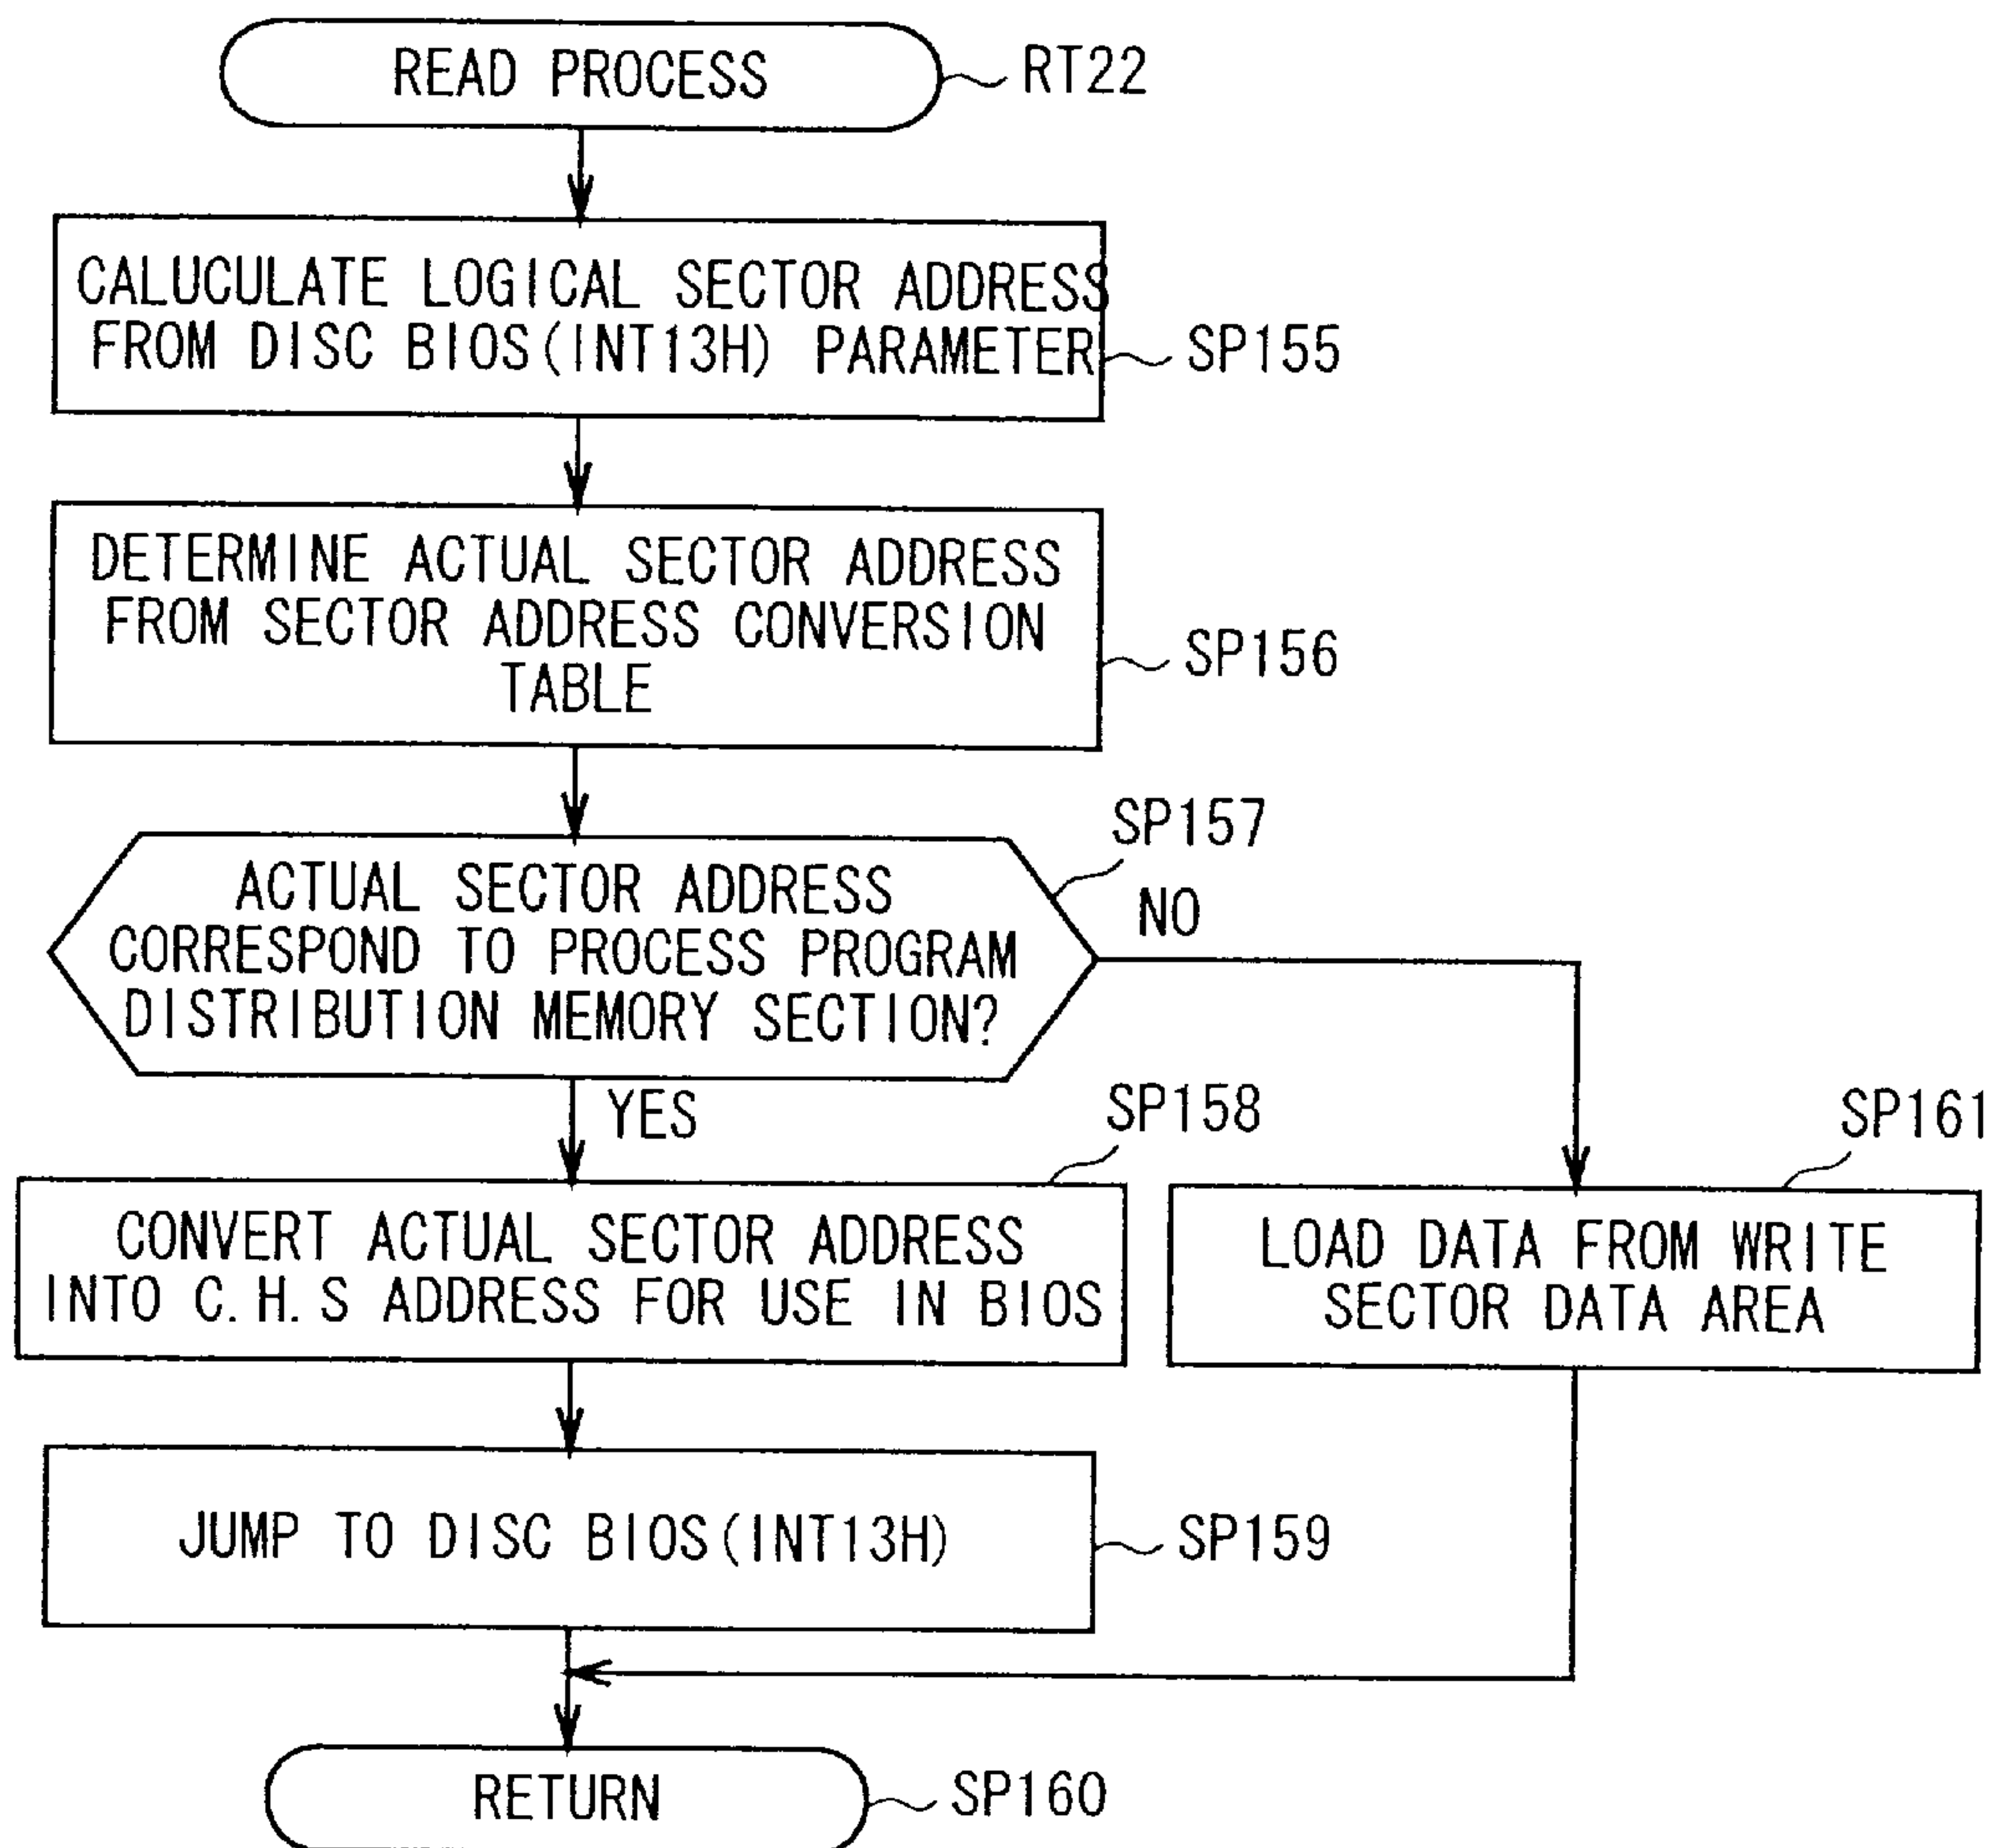 READ PROCESS
RT22
CALUCULATE LOGICAL SECTOR ADDRESS
FROM DISC BIOS(INT13H) PARAMETER
SP155
DETERMINE ACTUAL SECTOR ADDRESS
FROM SECTOR ADDRESS CONVERSION
TABLE
SP156
SP157
ACTUAL SECTOR ADDRESS
CORRESPOND TO PROCESS PROGRAM
DISTRIBUTION MEMORY SECTION?
NO
YES
SP158
SP161
CONVERT ACTUAL SECTOR ADDRESS
INTO C.H.S ADDRESS FOR USE IN BIOS
LOAD DATA FROM WRITE
SECTOR DATA AREA
JUMP TO DISC BIOS(INT13H)
SP159
RETURN
SP160